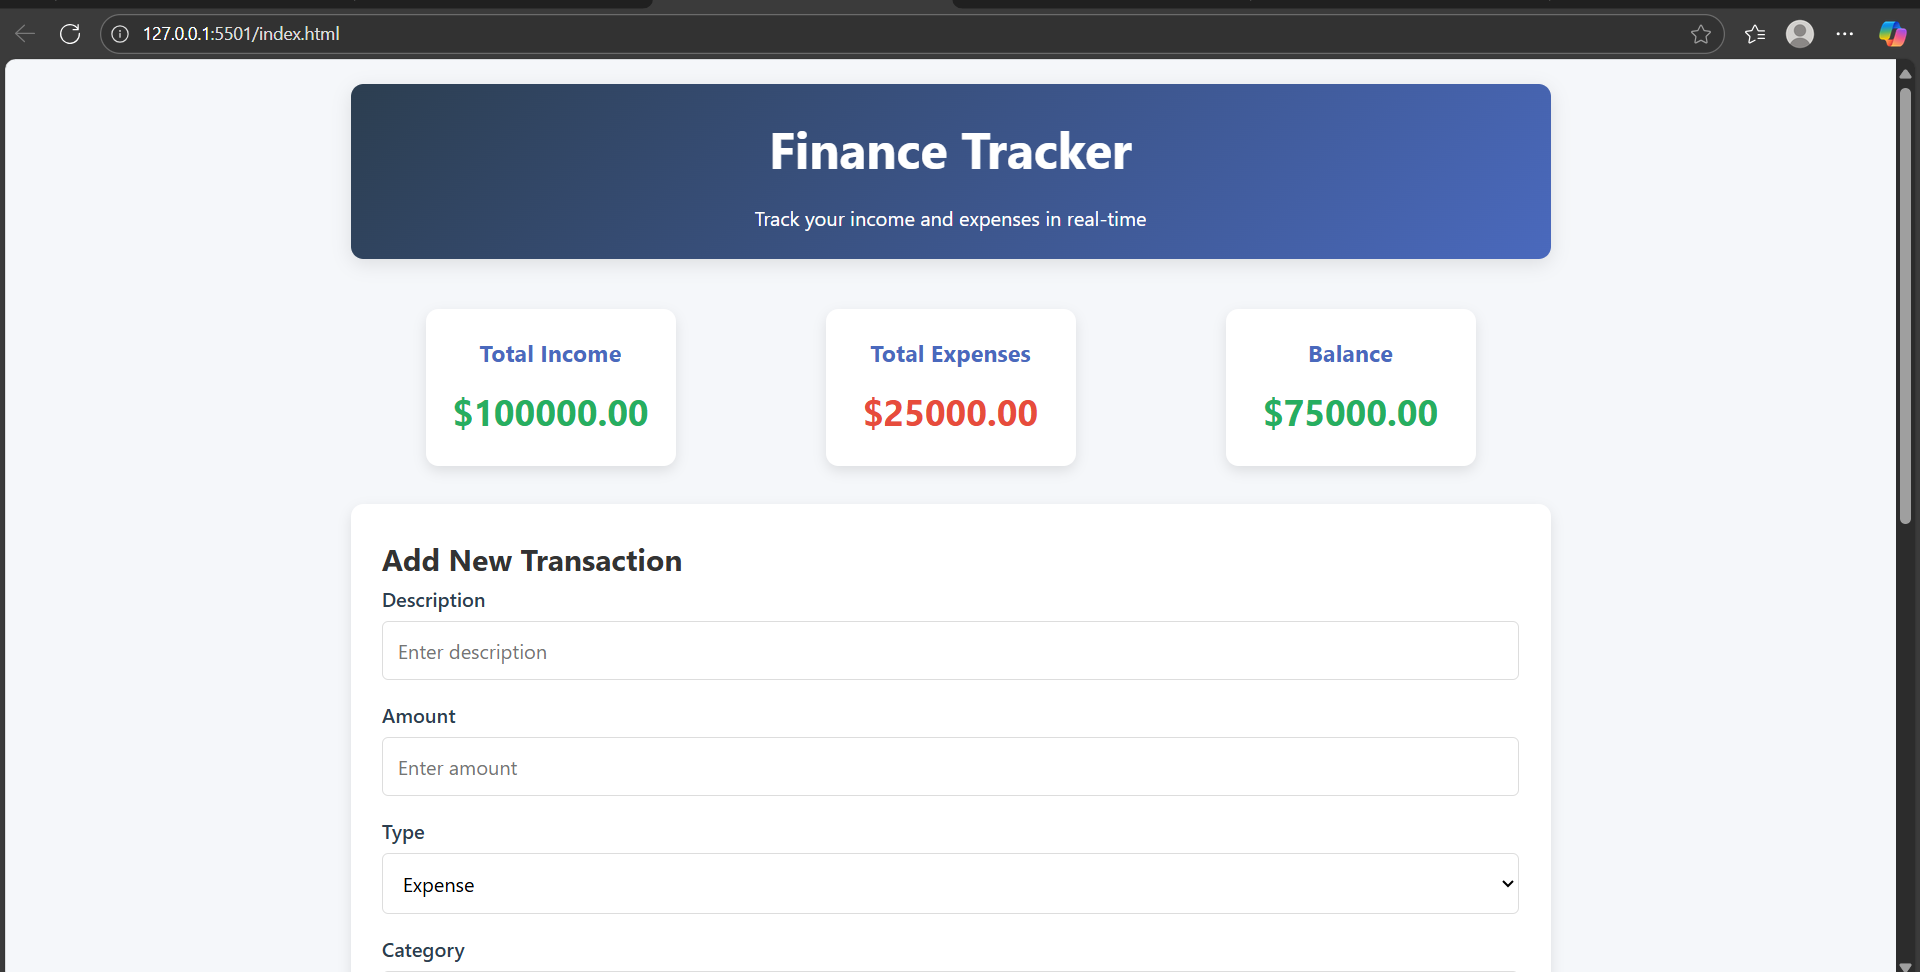 127.0.0.1:5501/index.html
Finance Tracker
Track your income and expenses in real-time
Total Income
$100000.00
Total Expenses
$25000.00
Balance
$75000.00
Add New Transaction
Description
Enter description
Amount
Enter amount
Type
Expense
Category